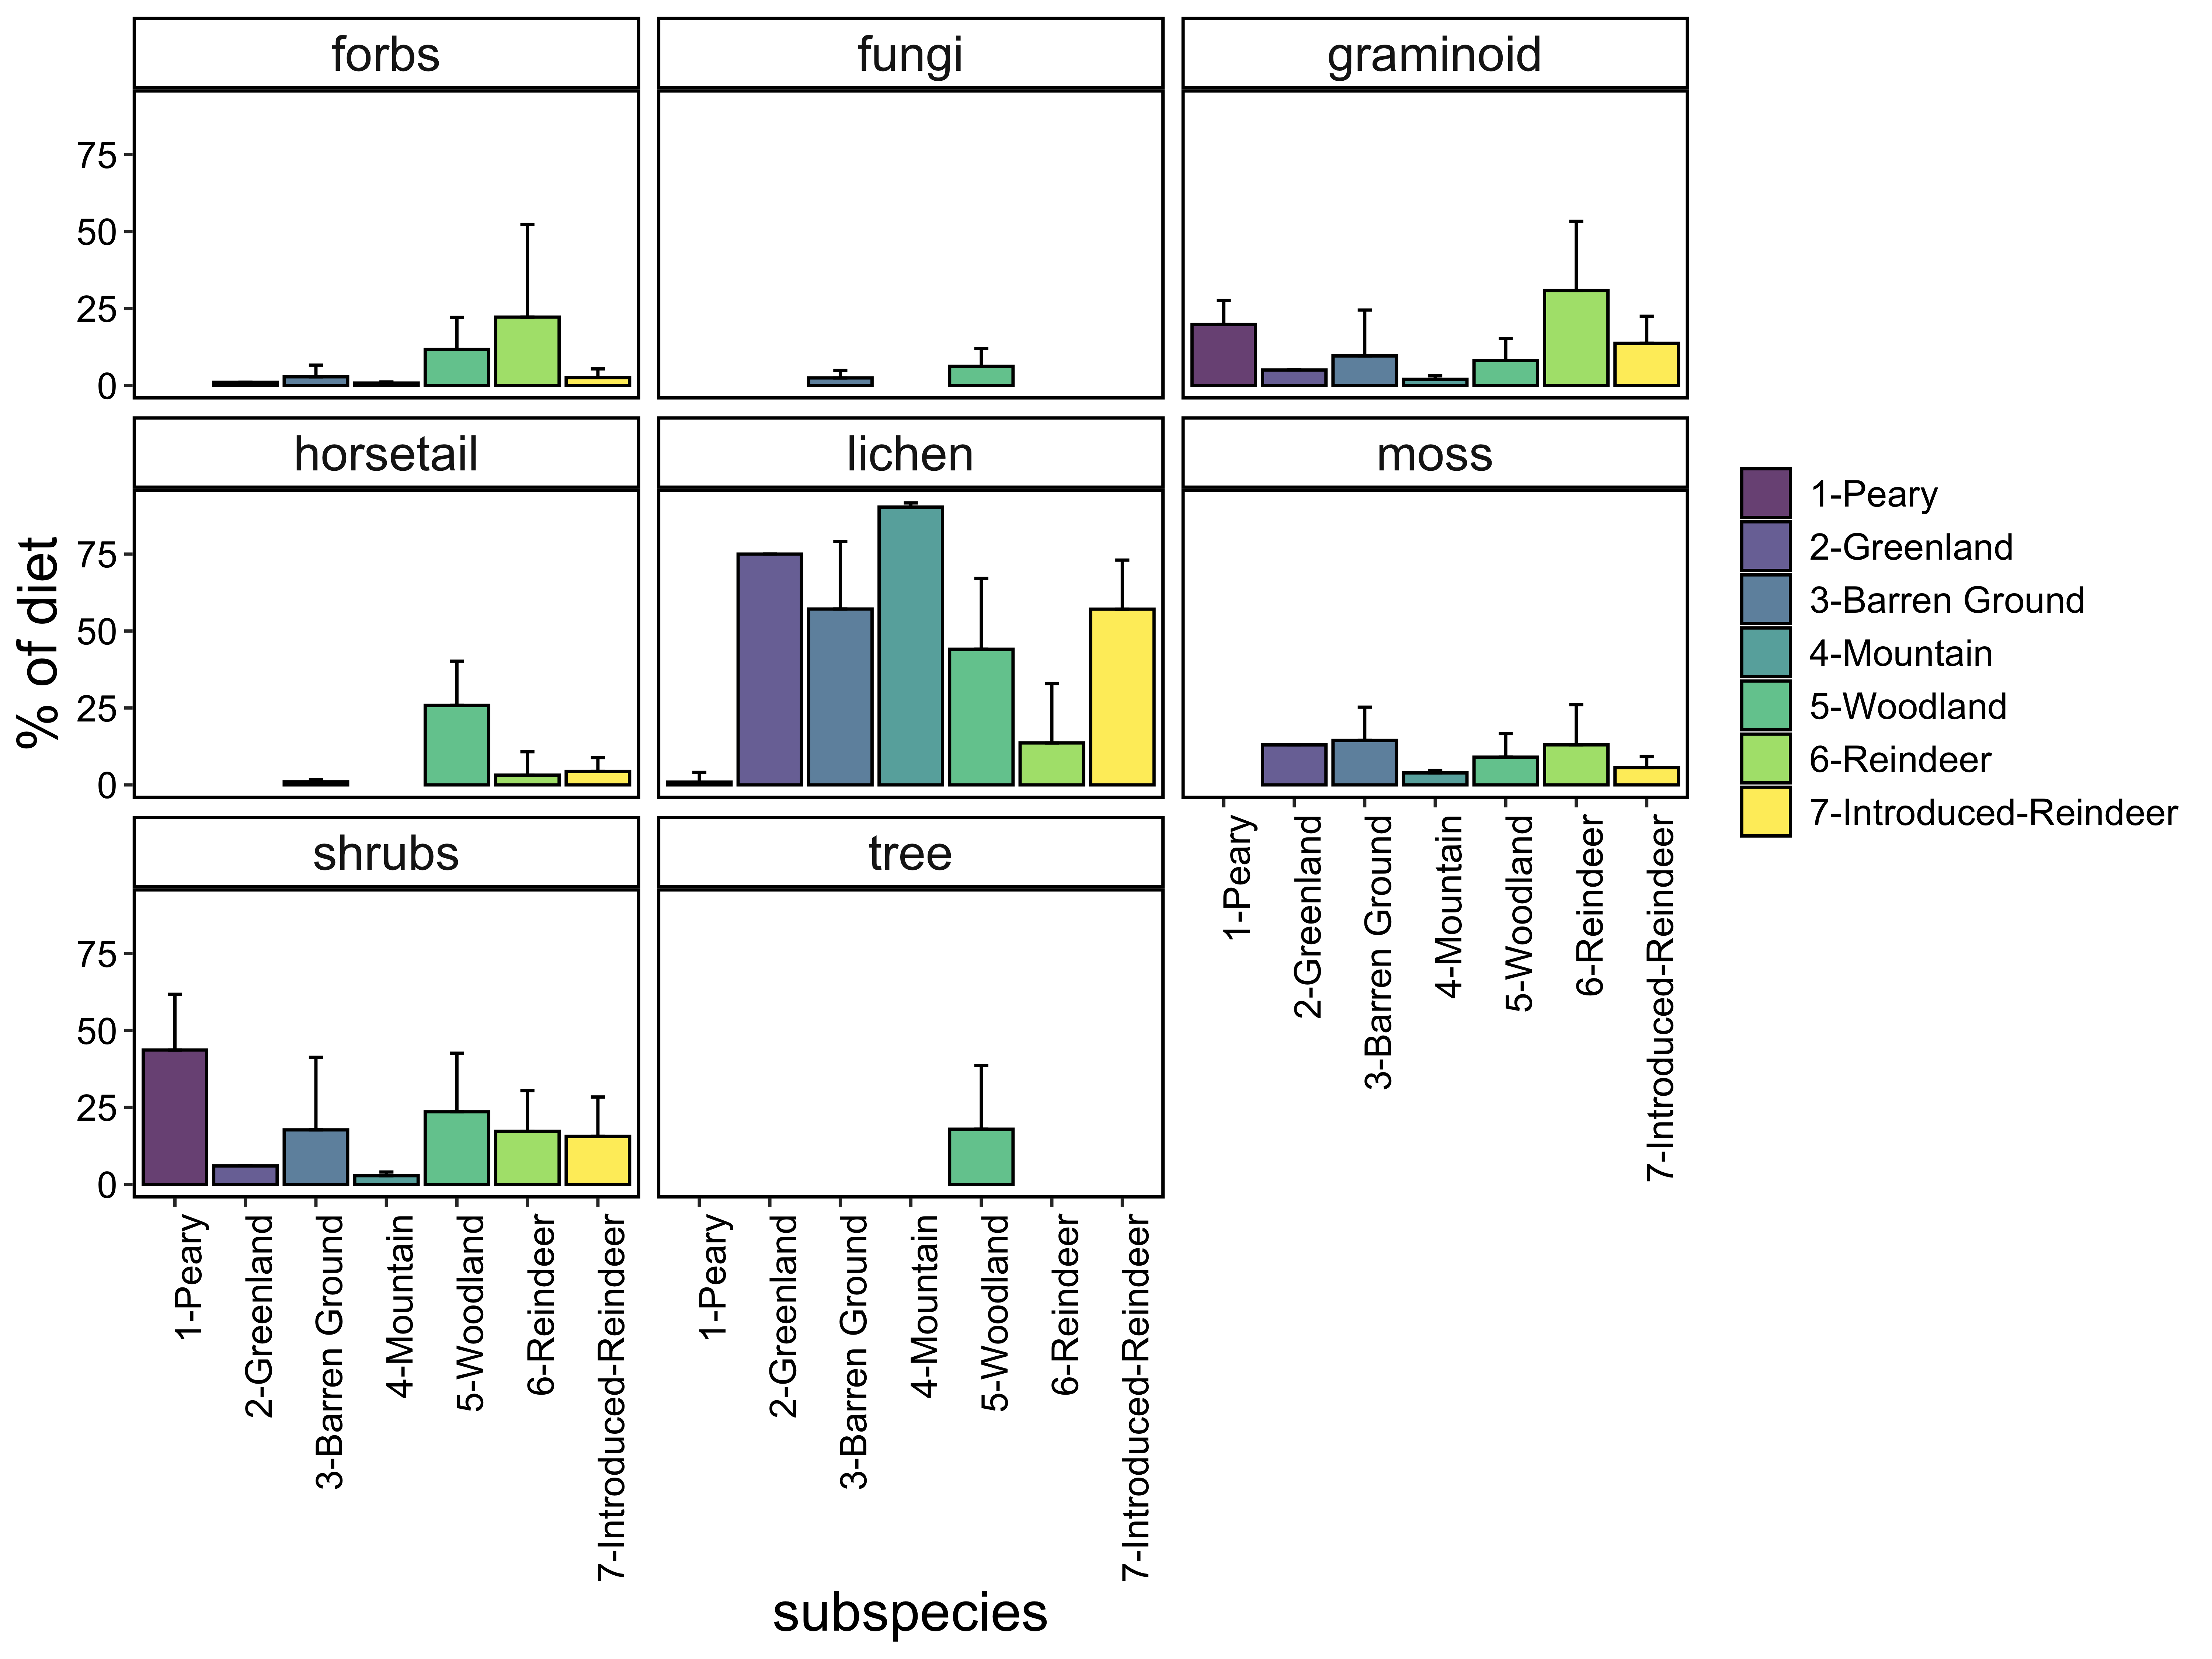 forbs
fungi
graminoid
75
50
25
0
horsetail
lichen
moss
75
50
25
0
% of diet
1-Peary
2-Greenland
3-Barren Ground
4-Mountain
5-Woodland
6-Reindeer
7-Introduced-Reindeer
1-Peary
2-Greenland
3-Barren Ground
4-Mountain
5-Woodland
6-Reindeer
7-Introduced-Reindeer
shrubs
tree
75
50
25
0
1-Peary
2-Greenland
3-Barren Ground
4-Mountain
5-Woodland
6-Reindeer
7-Introduced-Reindeer
1-Peary
2-Greenland
3-Barren Ground
4-Mountain
5-Woodland
6-Reindeer
7-Introduced-Reindeer
subspecies